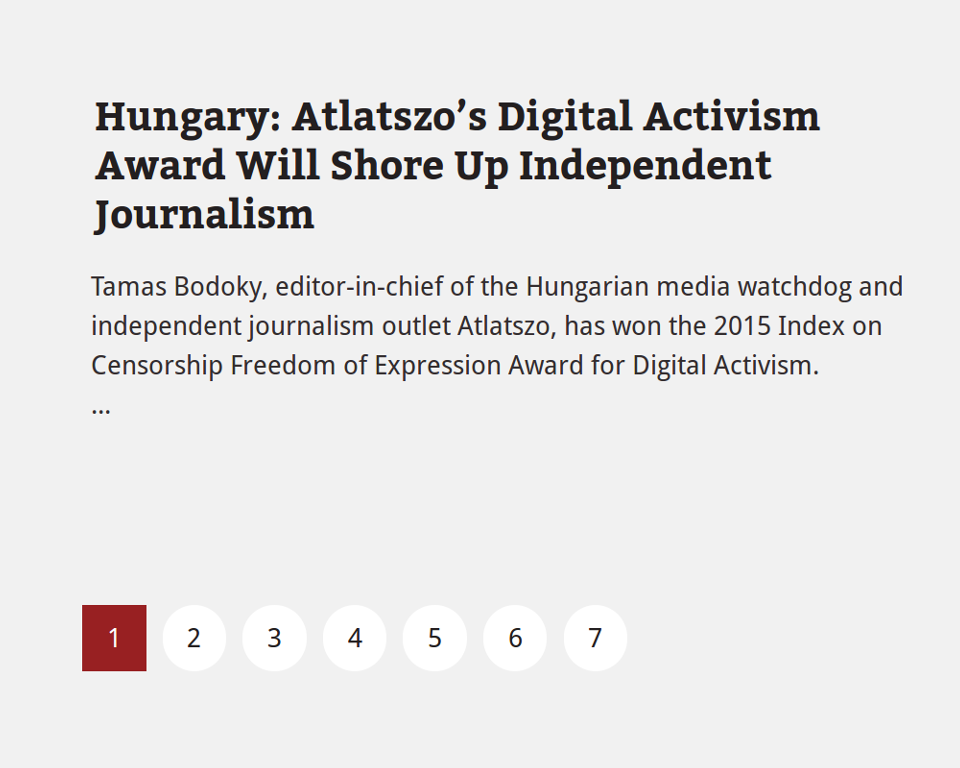 Hungary: Atlatszo’s Digital Activism
Award Will Shore Up Independent
Journalism
Tamas Bodoky, editor-in-chief of the Hungarian media watchdog and
independent journalism outlet Atlatszo, has won the 2015 Index on
Censorship Freedom of Expression Award for Digital Activism.
...
1 2 3 4 5 6 7